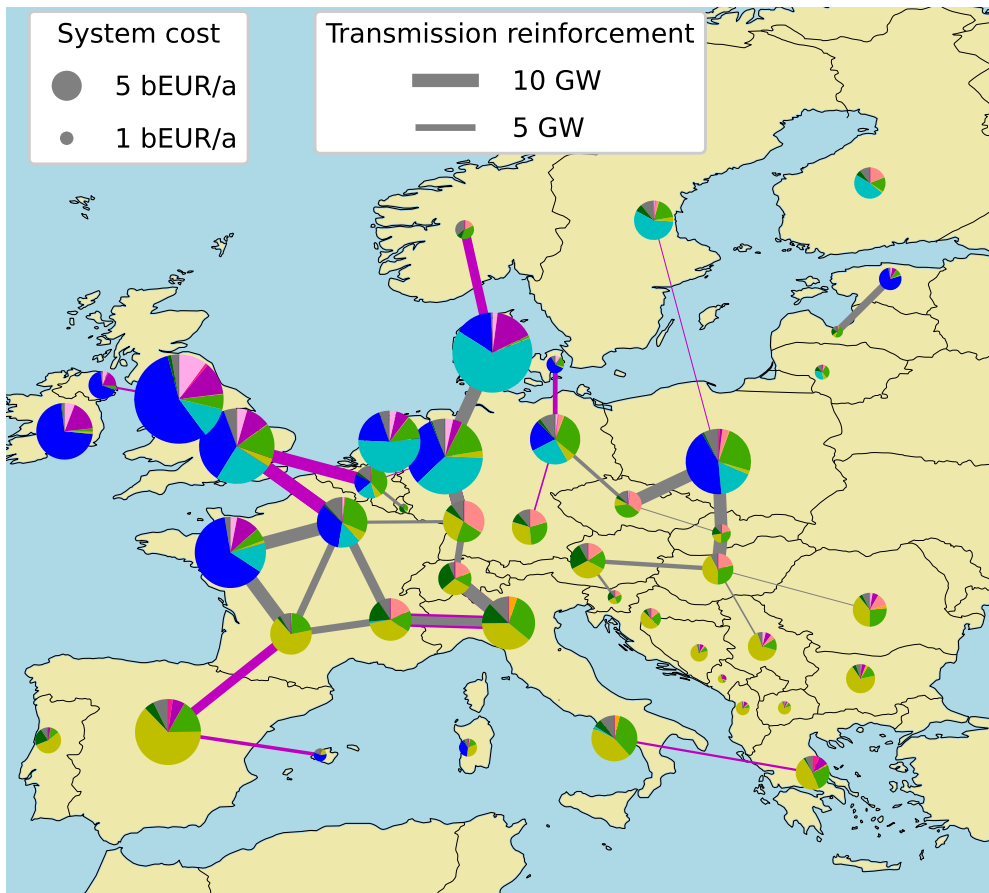 System cost
5 bEUR/a
1 bEUR/a
Transmission reinforcement
10 GW
5 GW